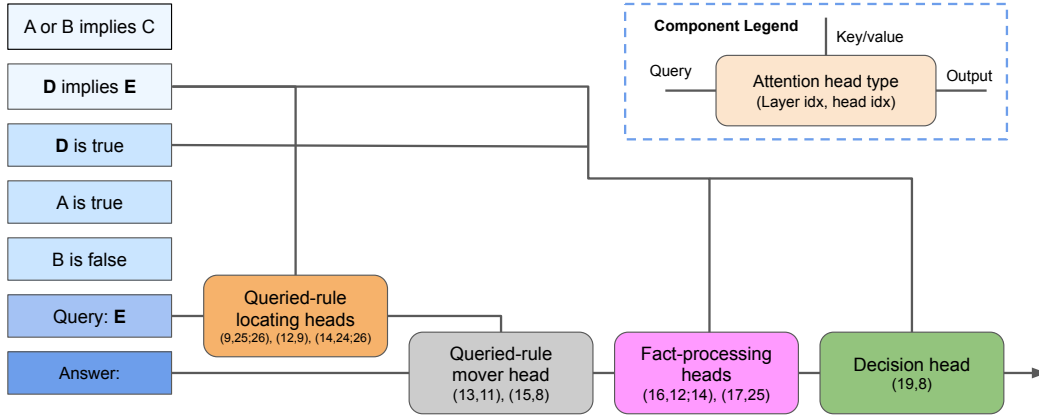 A or B implies C
D implies E
D is true
A is true
B is false
Query: E
Answer:
Component Legend
Key/value
Query
Output
Attention head type
(Layer idx, head idx)
Queried-rule
locating heads
(9,25;26), (12,9), (14,24;26)
Queried-rule
mover head
(13,11), (15,8)
Fact-processing
heads
(16,12;14), (17,25)
Decision head
(19,8)